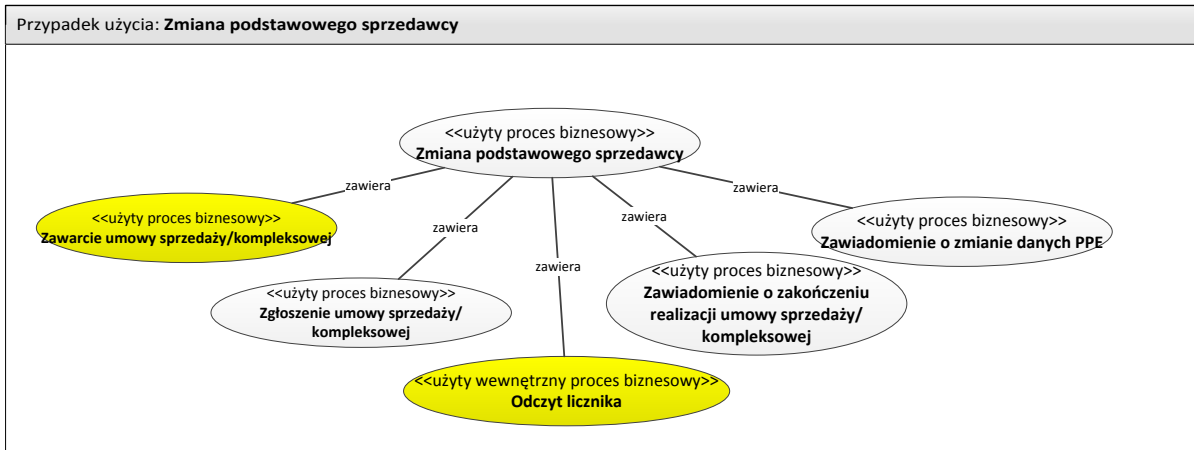 Przypadek użycia: Zmiana podstawowego sprzedawcy
<<użyty proces biznesowy>>
Zmiana podstawowego sprzedawcy
zawiera
zawiera
zawiera
zawiera
zawiera
<<użyty proces biznesowy>>
Zawarcie umowy sprzedaży/kompleksowej
<<użyty proces biznesowy>>
Zgłoszenie umowy sprzedaży/
kompleksowej
<<użyty wewnętrzny proces biznesowy>>
Odczyt licznika
<<użyty proces biznesowy>>
Zawiadomienie o zakończeniu
realizacji umowy sprzedaży/
kompleksowej
<<użyty proces biznesowy>>
Zawiadomienie o zmianie danych PPE